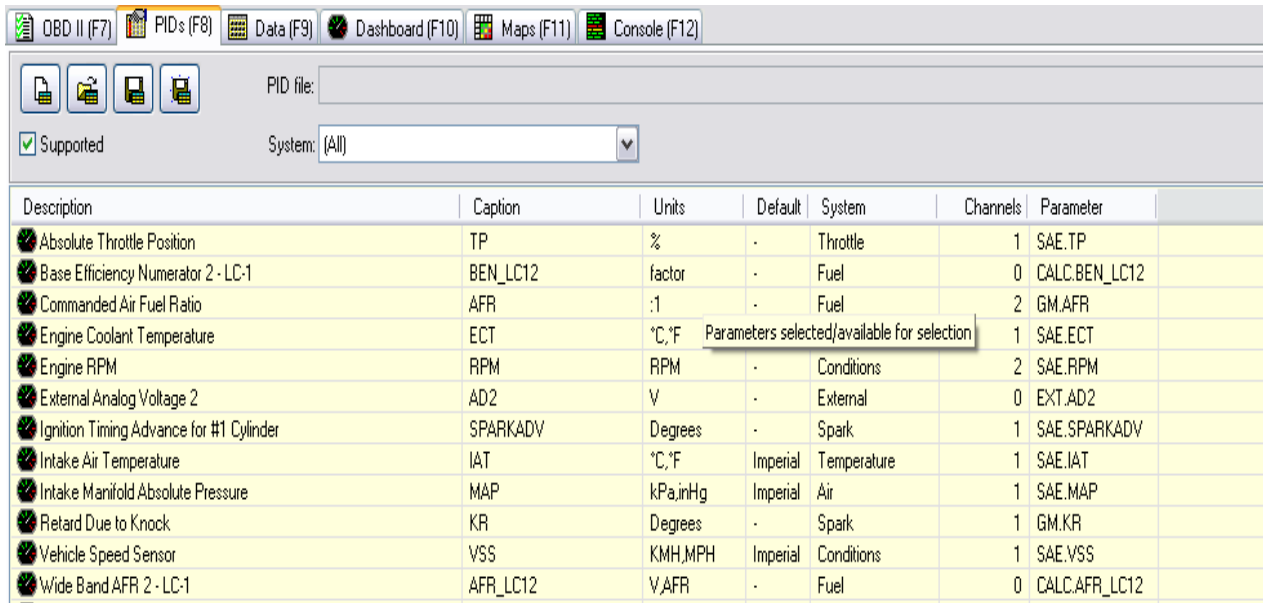 OBD II (F7) PIDs (F8) Data (F9) Dashboard (F10) Maps (F11) Console (F12)
PID file:
Supported System: (All)
Description Caption Units Default System Channels Parameter
Absolute Throttle Position TP % - Throttle 1 SAE.TP
Base Efficiency Numerator 2 - LC-1 BEN_LC12 factor - Fuel 0 CALC.BEN_LC12
Commanded Air Fuel Ratio AFR :1 - Fuel 2 GM.AFR
Engine Coolant Temperature ECT °C,°F Parameters selected/available for selection 1 SAE.ECT
Engine RPM RPM RPM - Conditions 2 SAE.RPM
External Analog Voltage 2 AD2 V - External 0 EXT.AD2
Ignition Timing Advance for #1 Cylinder SPARKADV Degrees - Spark 1 SAE.SPARKADV
Intake Air Temperature IAT °C,°F Imperial Temperature 1 SAE.IAT
Intake Manifold Absolute Pressure MAP kPa,inHg Imperial Air 1 SAE.MAP
Retard Due to Knock KR Degrees - Spark 1 GM.KR
Vehicle Speed Sensor VSS KMH,MPH Imperial Conditions 1 SAE.VSS
Wide Band AFR 2 - LC-1 AFR_LC12 V,AFR - Fuel 0 CALC.AFR_LC12